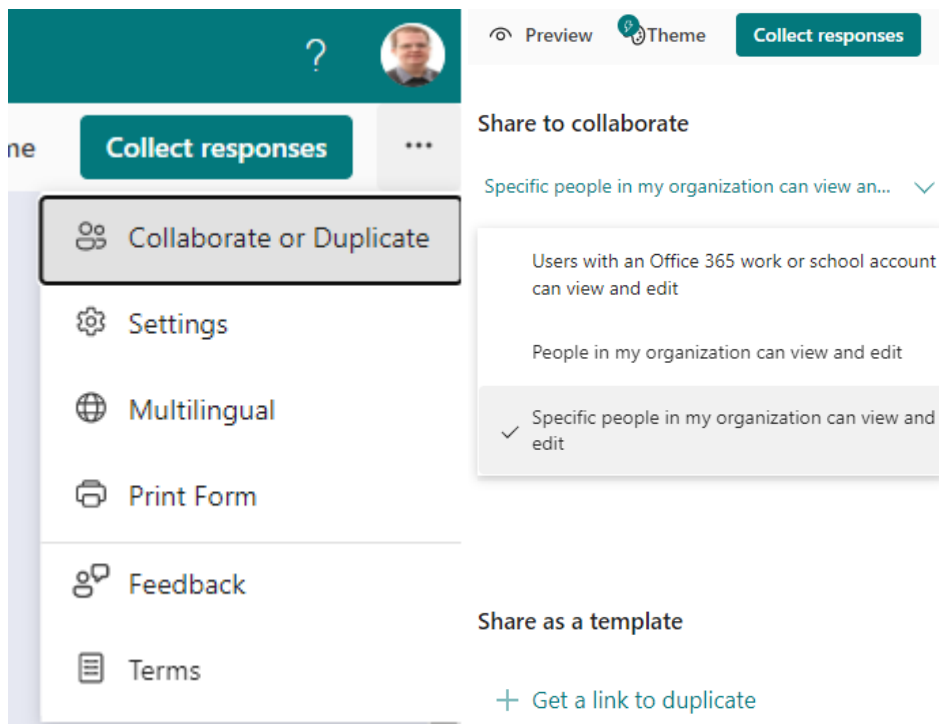 ?
me
Collect responses
...
Collaborate or Duplicate
Settings
Multilingual
Print Form
Feedback
Terms
Preview
Theme
Collect responses
Share to collaborate
Specific people in my organization can view an...
Users with an Office 365 work or school account
can view and edit
People in my organization can view and edit
Specific people in my organization can view and
edit
Share as a template
+ Get a link to duplicate